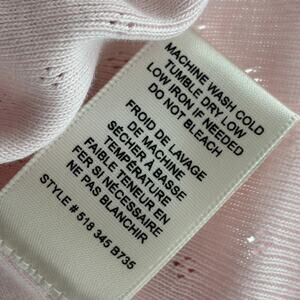 MACHINE WASH COLD
TUMBLE DRY LOW
LOW IRON IF NEEDED
DO NOT BLEACH
FROID DE LAVAGE
DE MACHINE
SÉCHER A BASSE
TEMPÉRATURE
FAIBLE TENEUR EN
FER SI NÉCESSAIRE
NE PAS BLANCHIR
STYLE # 518 345 B735